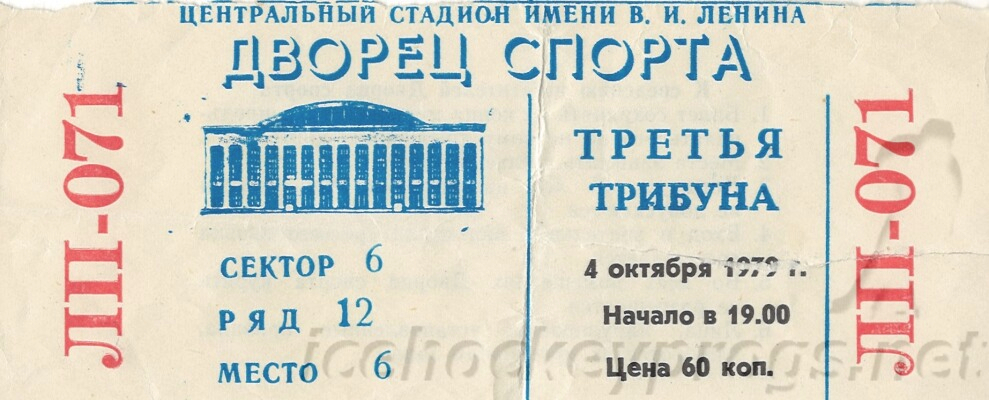 ЦЕНТРАЛЬНЫЙ СТАДИОН ИМЕНИ В. И. ЛЕНИНА
ДВОРЕЦ СПОРТА
ЛП-071
СЕКТОР 6
РЯД 12
МЕСТО 6
ТРЕТЬЯ
ТРИБУНА
4 октября 1979 г.
Начало в 19.00
Цена 60 коп.
ЛП-071
icehockeyprogs.net